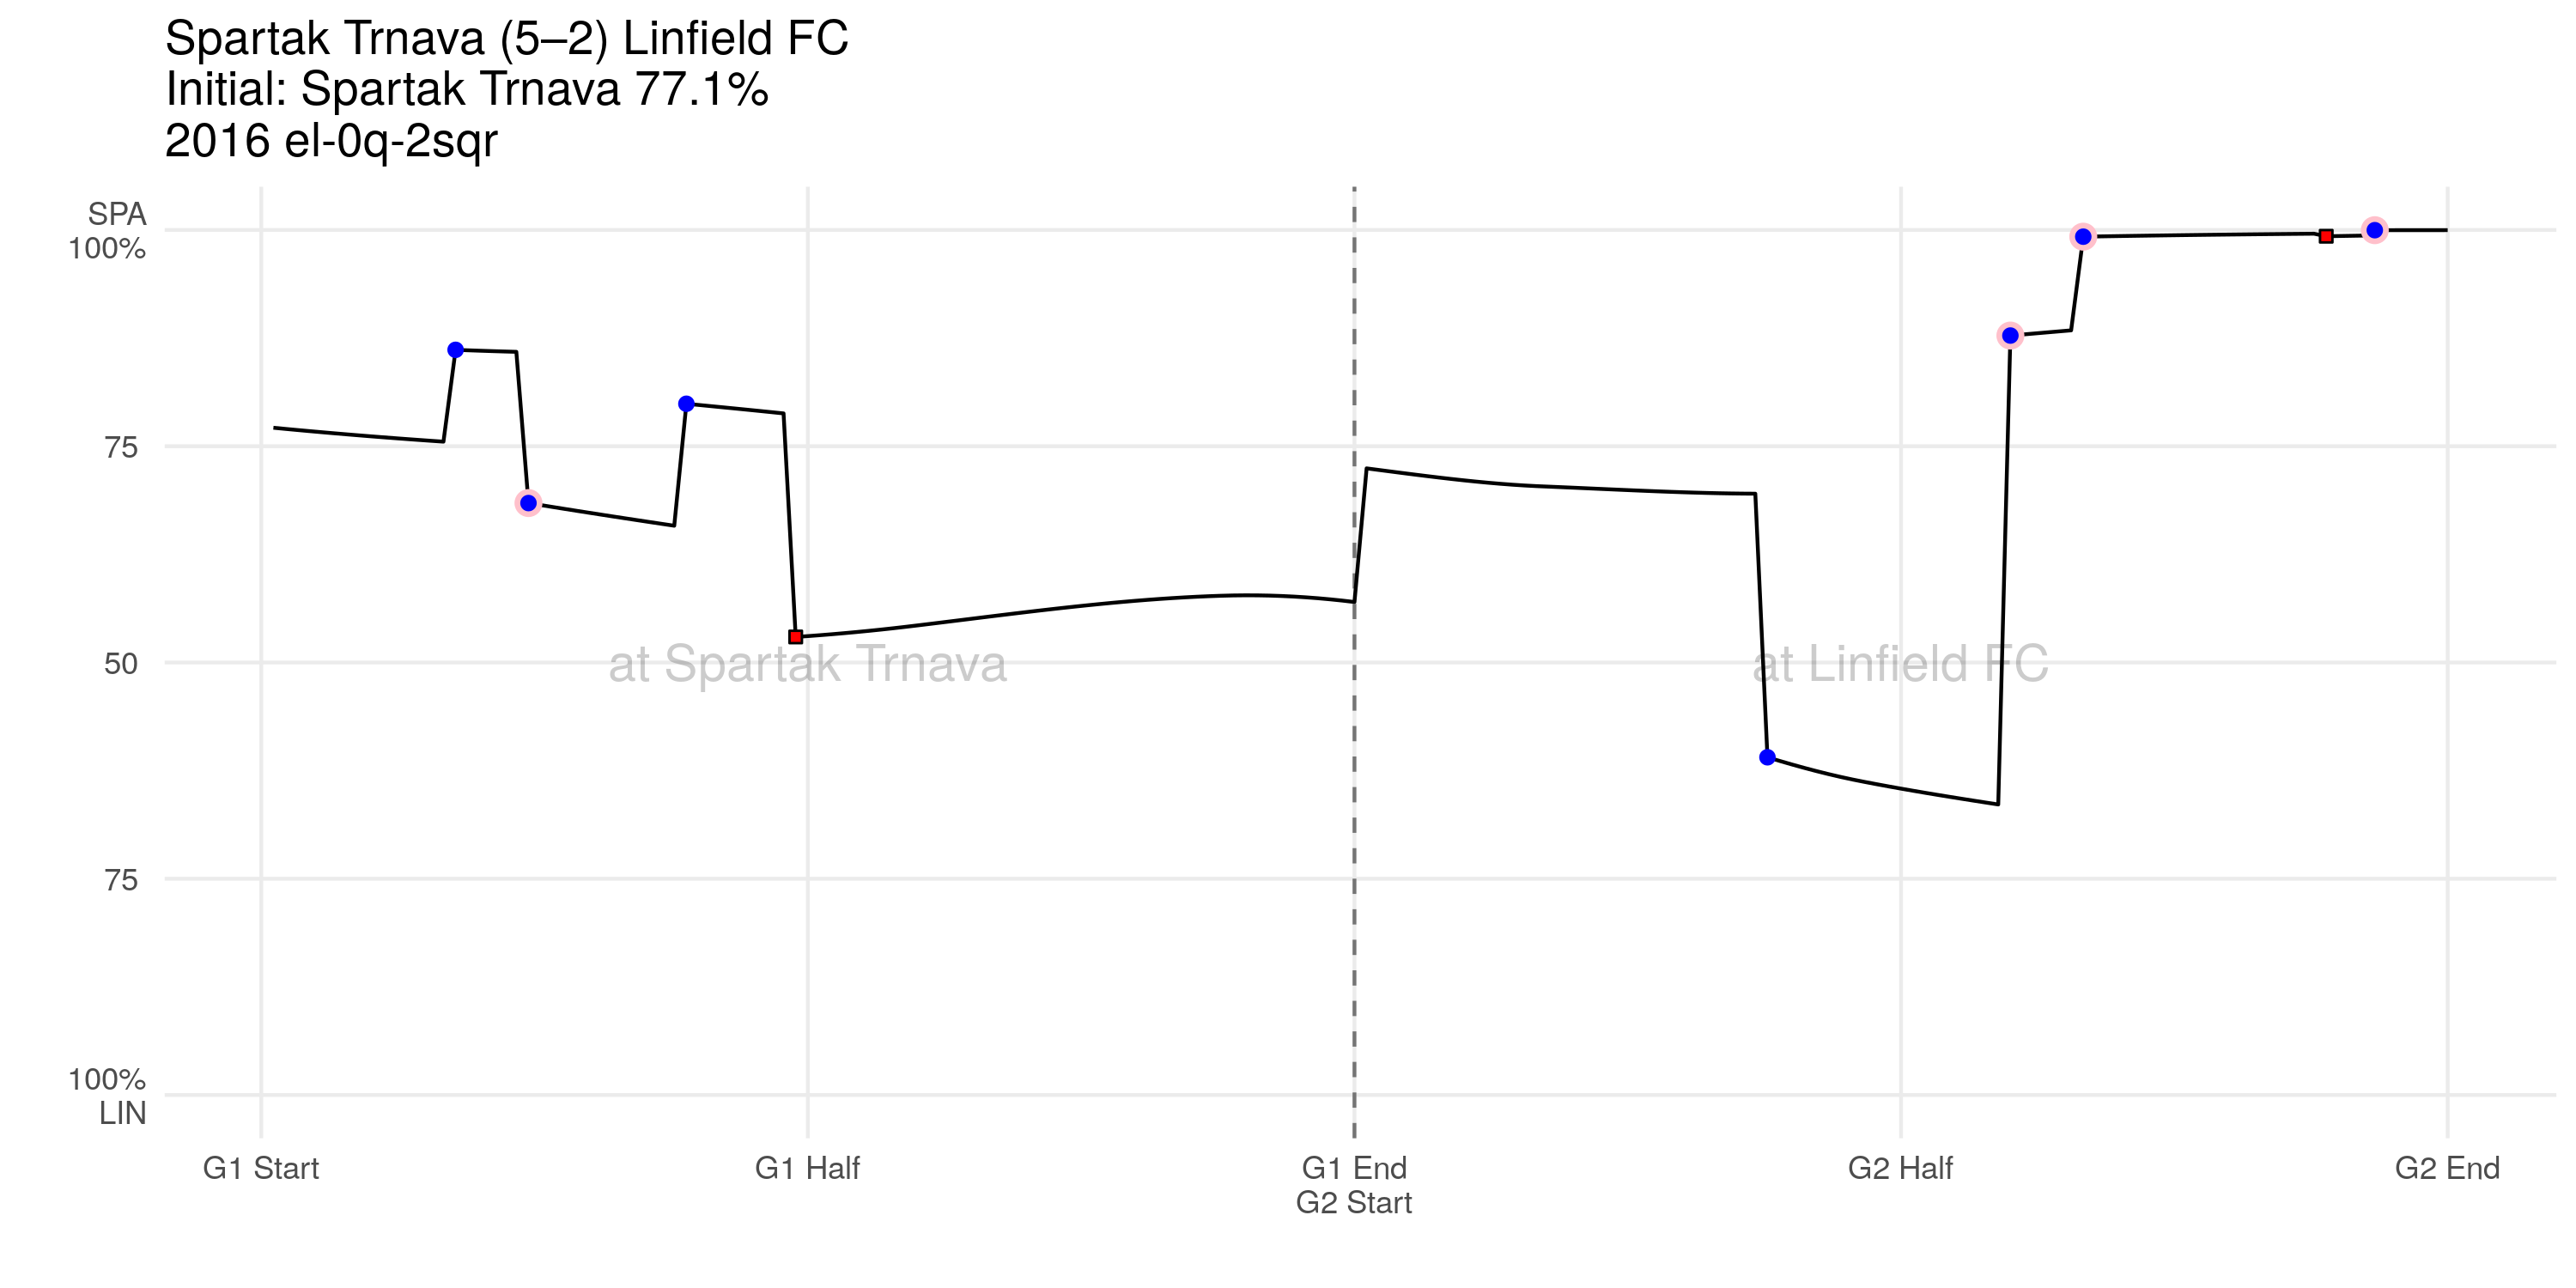 Spartak Trnava (5–2) Linfield FC
Initial: Spartak Trnava 77.1%
2016 el-0q-2sqr
SPA
100%
75
50
75
100%
LIN
at Spartak Trnava
at Linfield FC
G1 Start
G1 Half
G1 End
G2 Start
G2 Half
G2 End